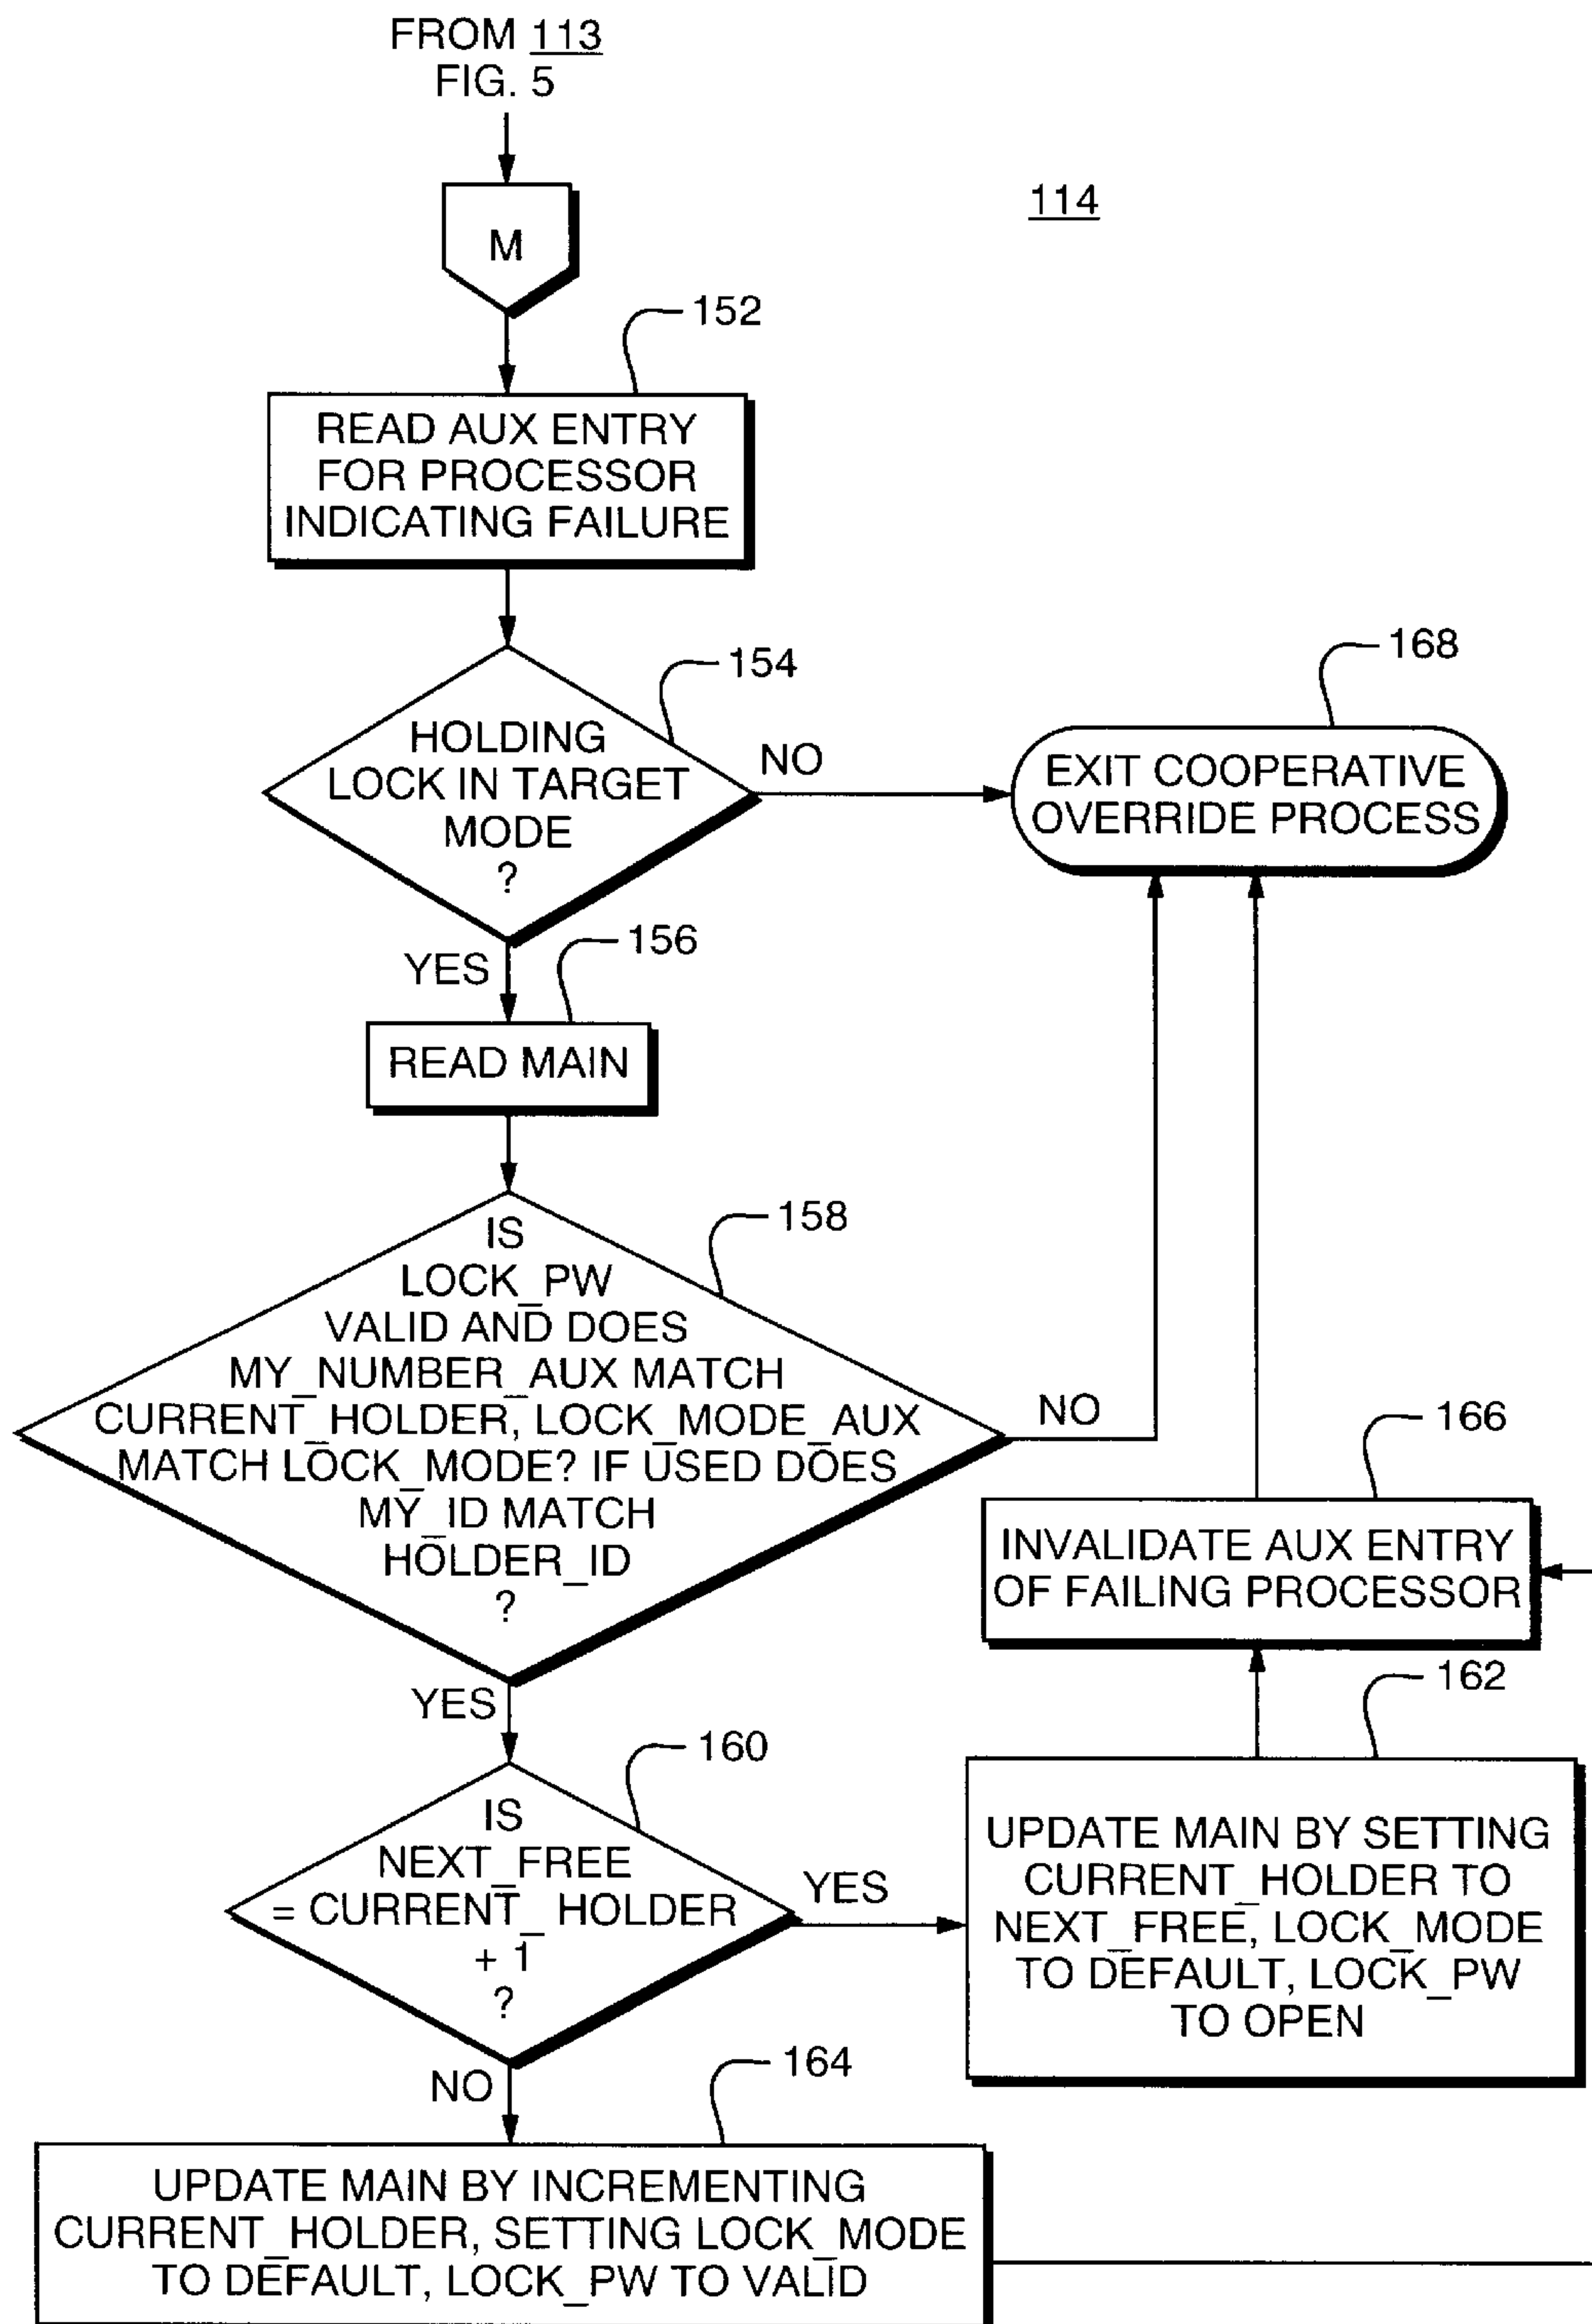 FROM 113
FIG. 5
114
M
152
READ AUX ENTRY
FOR PROCESSOR
INDICATING FAILURE
154
HOLDING
LOCK IN TARGET
MODE
?
NO
168
EXIT COOPERATIVE
OVERRIDE PROCESS
YES
156
READ MAIN
158
IS
LOCK_PW
VALID AND DOES
MY_NUMBER_AUX MATCH
CURRENT_HOLDER, LOCK_MODE_AUX
MATCH LOCK_MODE? IF USED DOES
MY_ID MATCH
HOLDER_ID
?
NO
166
INVALIDATE AUX ENTRY
OF FAILING PROCESSOR
YES
160
IS
NEXT_FREE
= CURRENT_ HOLDER
+ 1
?
YES
162
UPDATE MAIN BY SETTING
CURRENT_HOLDER TO
NEXT_FREE, LOCK_MODE
TO DEFAULT, LOCK_PW
TO OPEN
NO
164
UPDATE MAIN BY INCREMENTING
CURRENT_HOLDER, SETTING LOCK_MODE
TO DEFAULT, LOCK_PW TO VALID